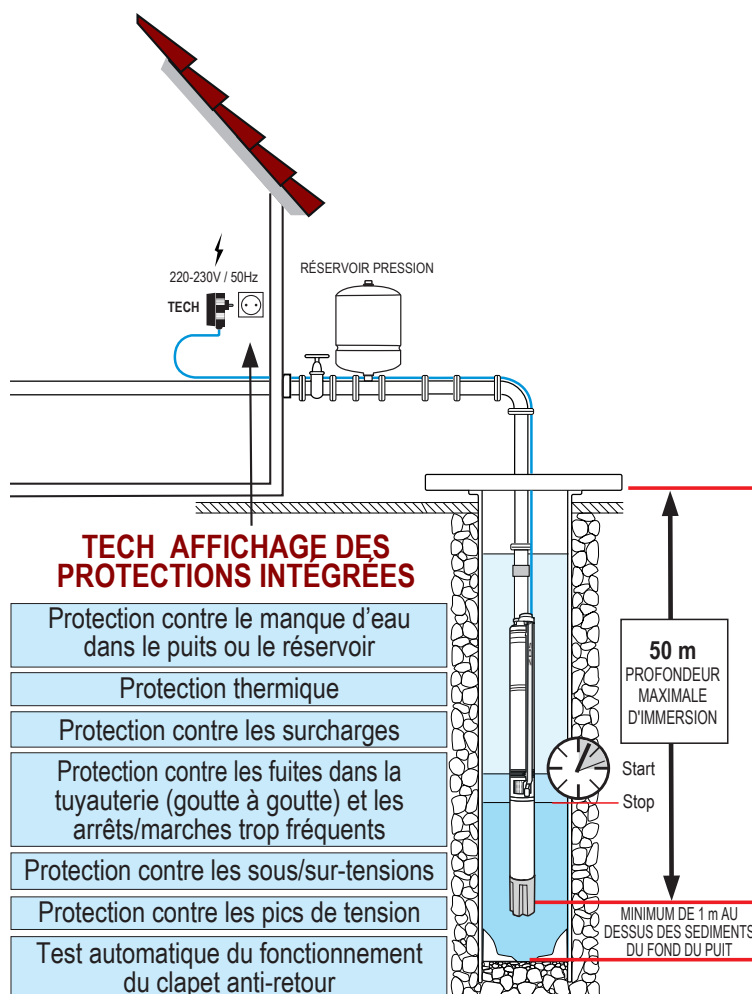 220-230V / 50Hz
TECH
RÉSERVOIR PRESSION
TECH AFFICHAGE DES
PROTECTIONS INTÉGRÉES
Protection contre le manque d'eau
dans le puits ou le réservoir
Protection thermique
Protection contre les surcharges
Protection contre les fuites dans la
tuyauterie (goutte à goutte) et les
arrêts/marches trop fréquents
Protection contre les sous/sur-tensions
Protection contre les pics de tension
Test automatique du fonctionnement
du clapet anti-retour
50 m
PROFONDEUR
MAXIMALE
D'IMMERSION
Start
Stop
MINIMUM DE 1 m AU
DESSUS DES SEDIMENTS
DU FOND DU PUIT